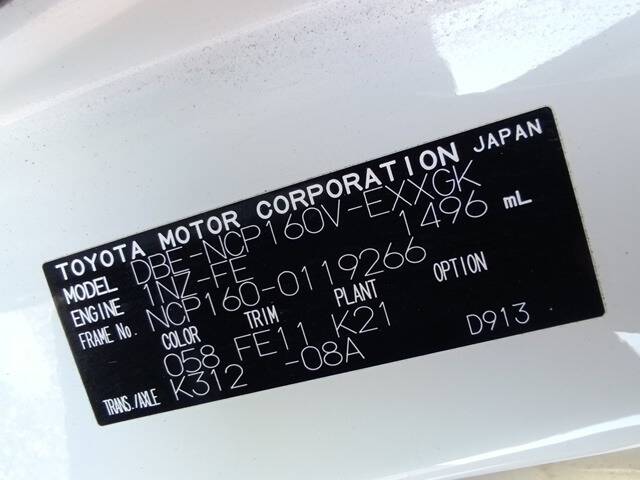 TOYOTA MOTOR CORPORATION JAPAN
MODEL DBE-NCP160V-EXXGK
ENGINE 1NZ-FE 1496 mL
FRAME No. NCP160-0119266
COLOR TRIM PLANT OPTION
058 FE11 K21
TRANS./AXLE K312 -08A D913